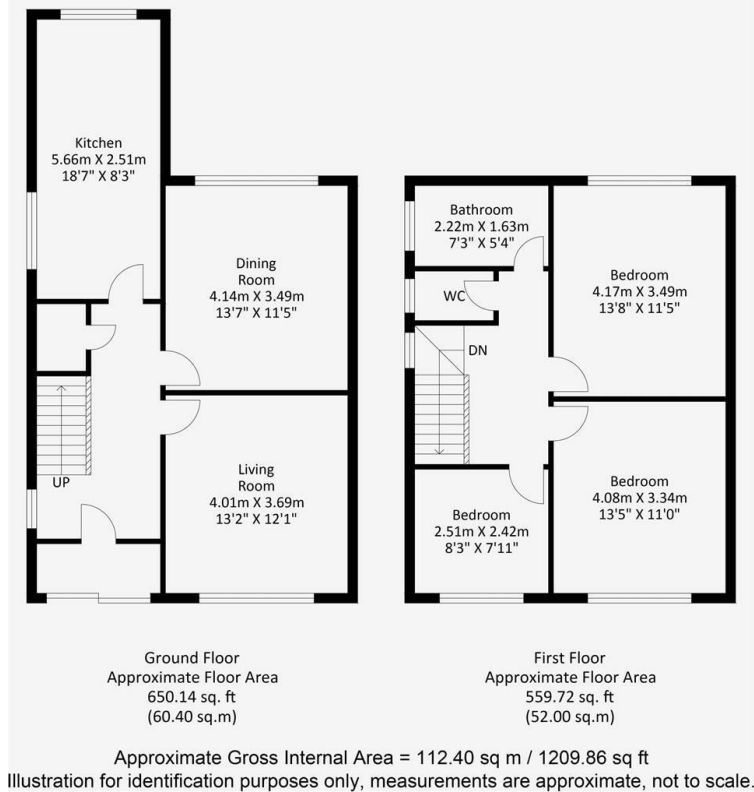 Kitchen
5.66m X 2.51m
18'7" X 8'3"
Dining
Room
4.14m X 3.49m
13'7" X 11'5"
UP
Living
Room
4.01m X 3.69m
13'2" X 12'1"
Bathroom
2.22m X 1.63m
7'3" X 5'4"
WC
DN
Bedroom
4.17m X 3.49m
13'8" X 11'5"
Bedroom
4.08m X 3.34m
13'5" X 11'0"
Bedroom
2.51m X 2.42m
8'3" X 7'11"
Ground Floor
Approximate Floor Area
650.14 sq. ft
(60.40 sq.m)
First Floor
Approximate Floor Area
559.72 sq. ft
(52.00 sq.m)
Approximate Gross Internal Area = 112.40 sq m / 1209.86 sq ft
Illustration for identification purposes only, measurements are approximate, not to scale.